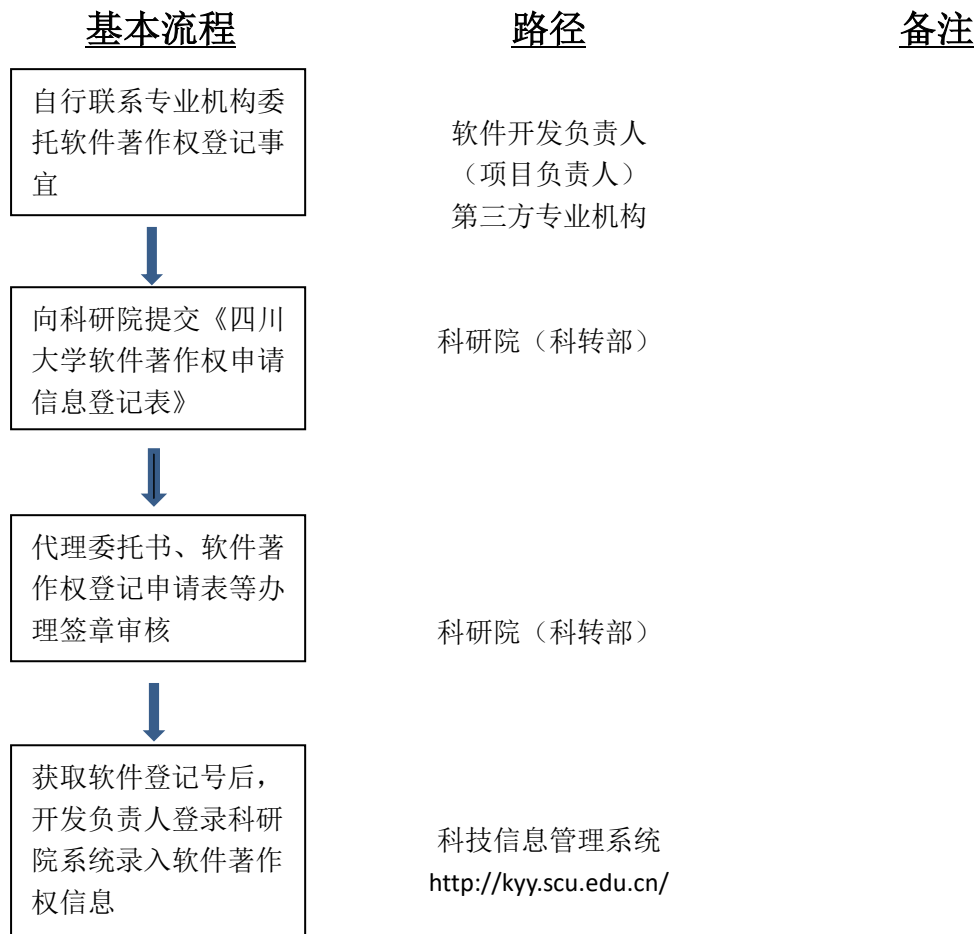 基本流程
路径
备注
自行联系专业机构委
托软件著作权登记事
宜
软件开发负责人
（项目负责人）
第三方专业机构
向科研院提交《四川
大学软件著作权申请
信息登记表》
科研院（科转部）
代理委托书、软件著
作权登记申请表等办
理签章审核
科研院（科转部）
获取软件登记号后，
开发负责人登录科研
院系统录入软件著作
权信息
科技信息管理系统
http://kyy.scu.edu.cn/